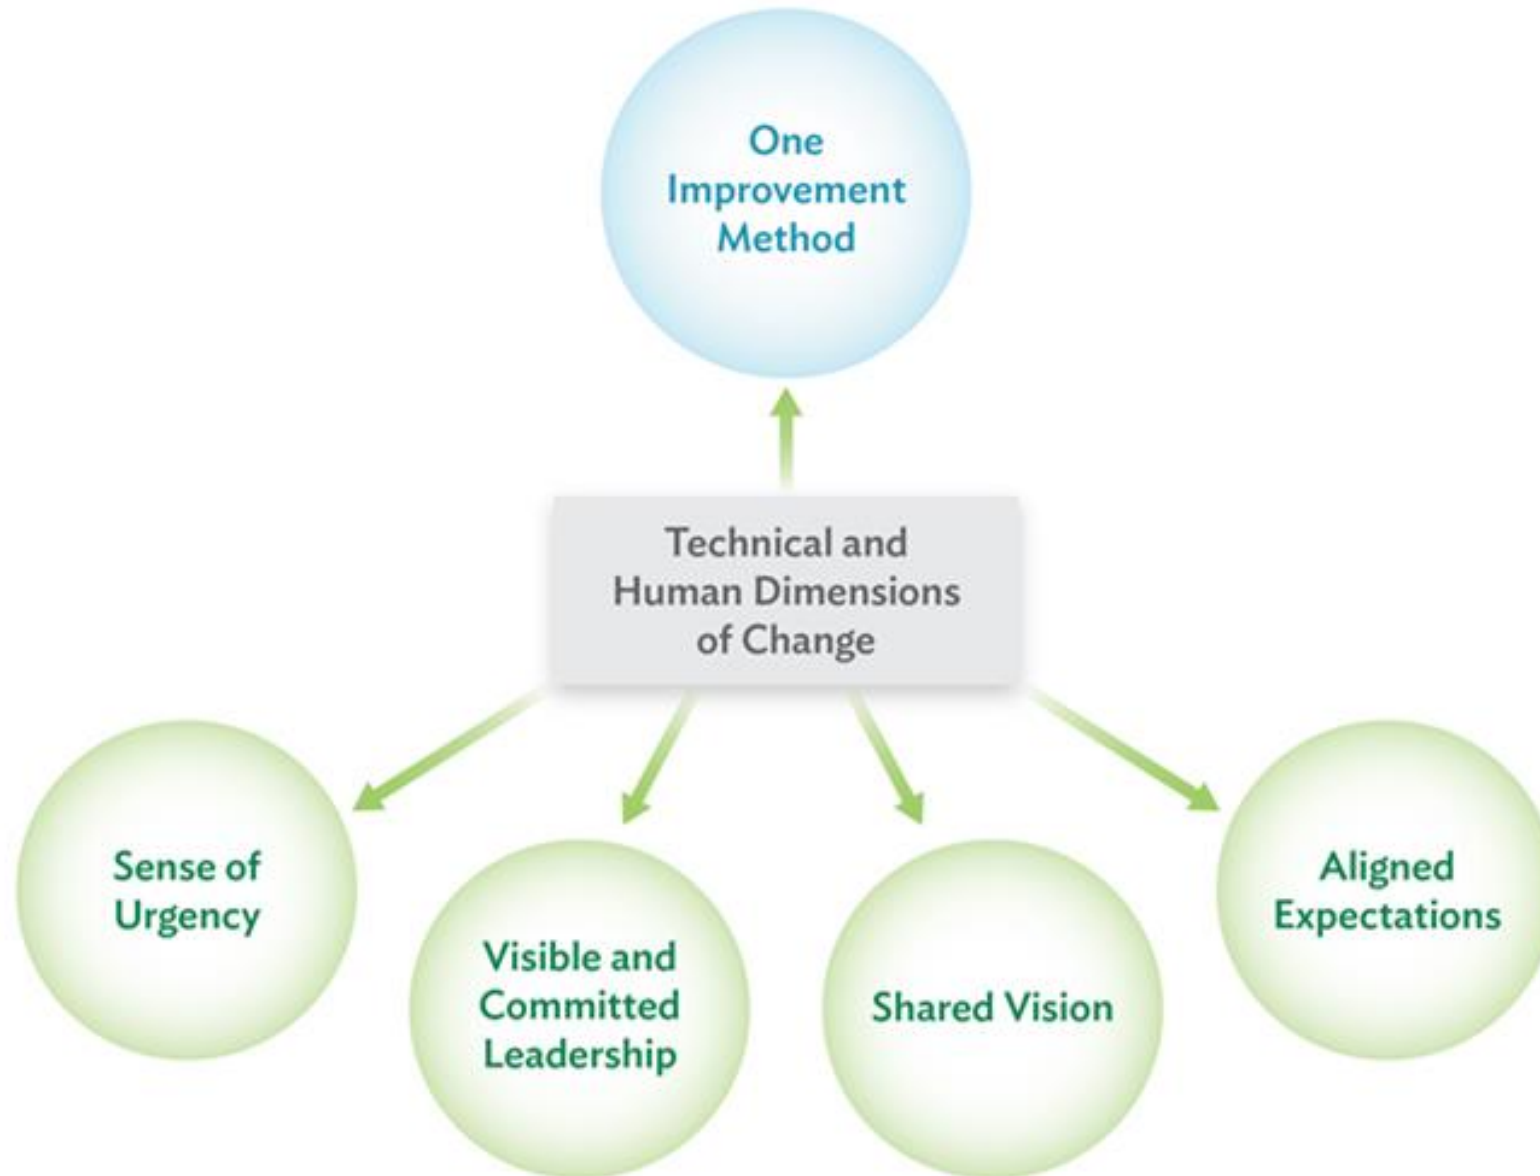 One
Improvement
Method
Technical and
Human Dimensions
of Change
Sense of
Urgency
Visible and
Committed
Leadership
Shared Vision
Aligned
Expectations